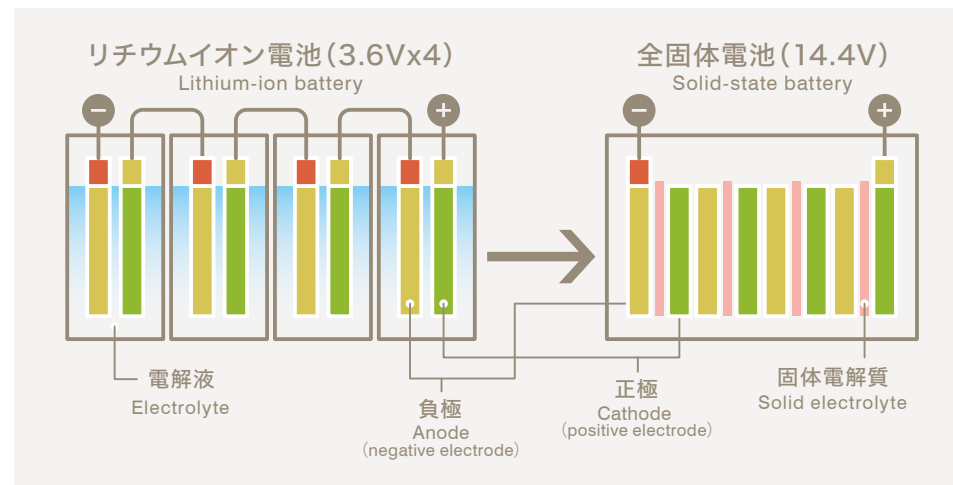 リチウムイオン電池(3.6Vx4)
Lithium-ion battery
全固体電池(14.4V)
Solid-state battery
−
+
−
+
電解液
Electrolyte
負極
Anode
(negative electrode)
正極
Cathode
(positive electrode)
固体電解質
Solid electrolyte